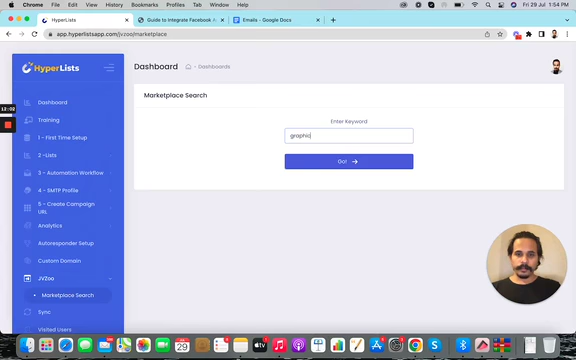 Chrome File Edit View History Bookmarks Profiles Tab Window Help
Fri 29 Jul 1:54 PM
HyperLists
Guide to Integrate Facebook A
Emails - Google Docs
app.hyperlistsapp.com/jvzoo/marketplace
HyperLists
Dashboard
Dashboards
Marketplace Search
Enter Keyword
graphic
Go!
12:02
Dashboard
Training
1 - First Time Setup
2 -Lists
3 - Automation Workflow
4 - SMTP Profile
5 - Create Campaign
URL
Analytics
Autoresponder Setup
Custom Domain
JVZoo
Marketplace Search
Sync
Visited Users
29